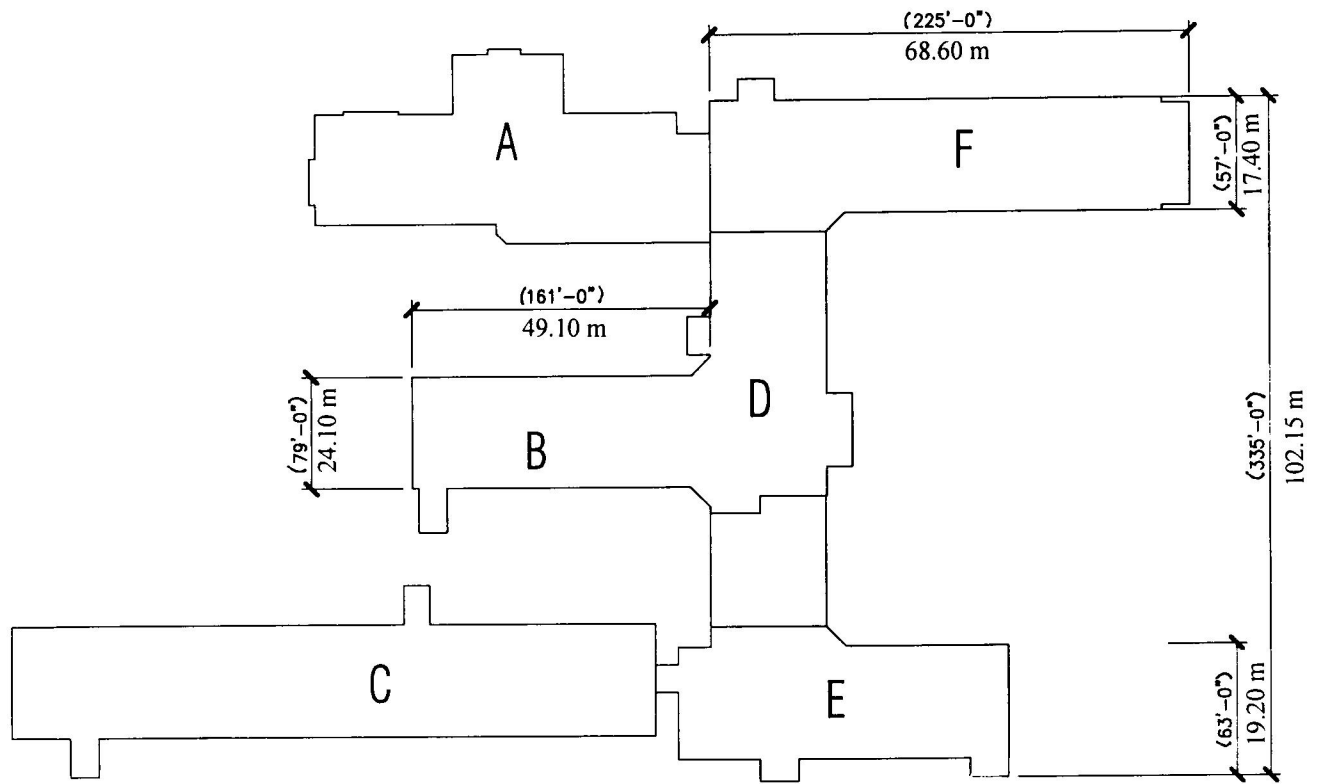 (225'-0")
68.60 m
A
F
(57'-0")
17.40 m
(161'-0")
49.10 m
(79'-0")
24.10 m
D
B
(335'-0")
102.15 m
C
E
(63'-0")
19.20 m